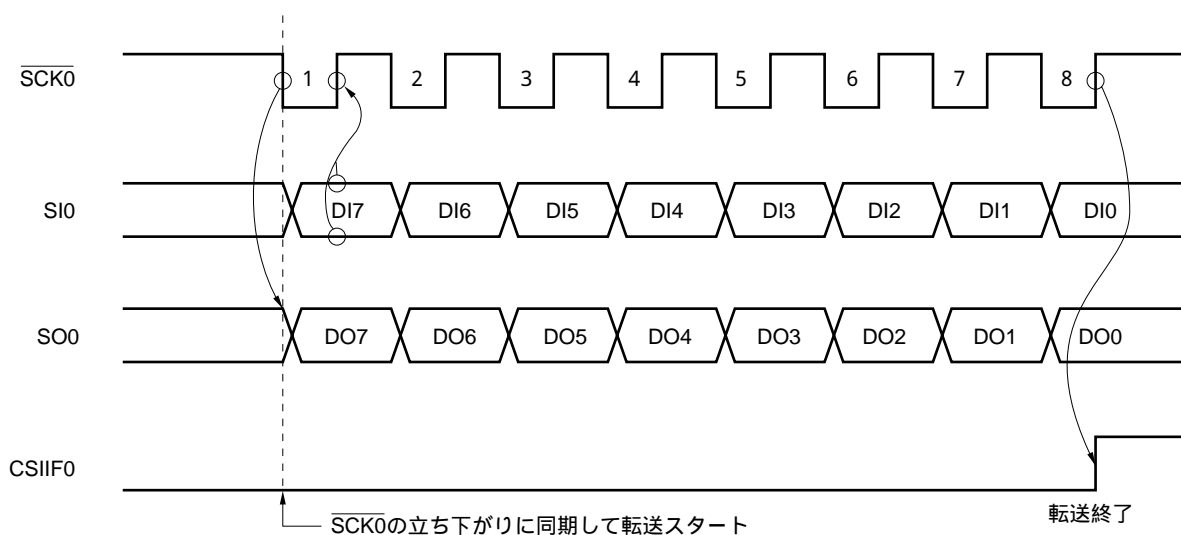 SCK0 1 2 3 4 5 6 7 8
SI0 DI7 DI6 DI5 DI4 DI3 DI2 DI1 DI0
SO0 DO7 DO6 DO5 DO4 DO3 DO2 DO1 DO0
CSIIF0
SCK0の立ち下がりに同期して転送スタート
転送終了